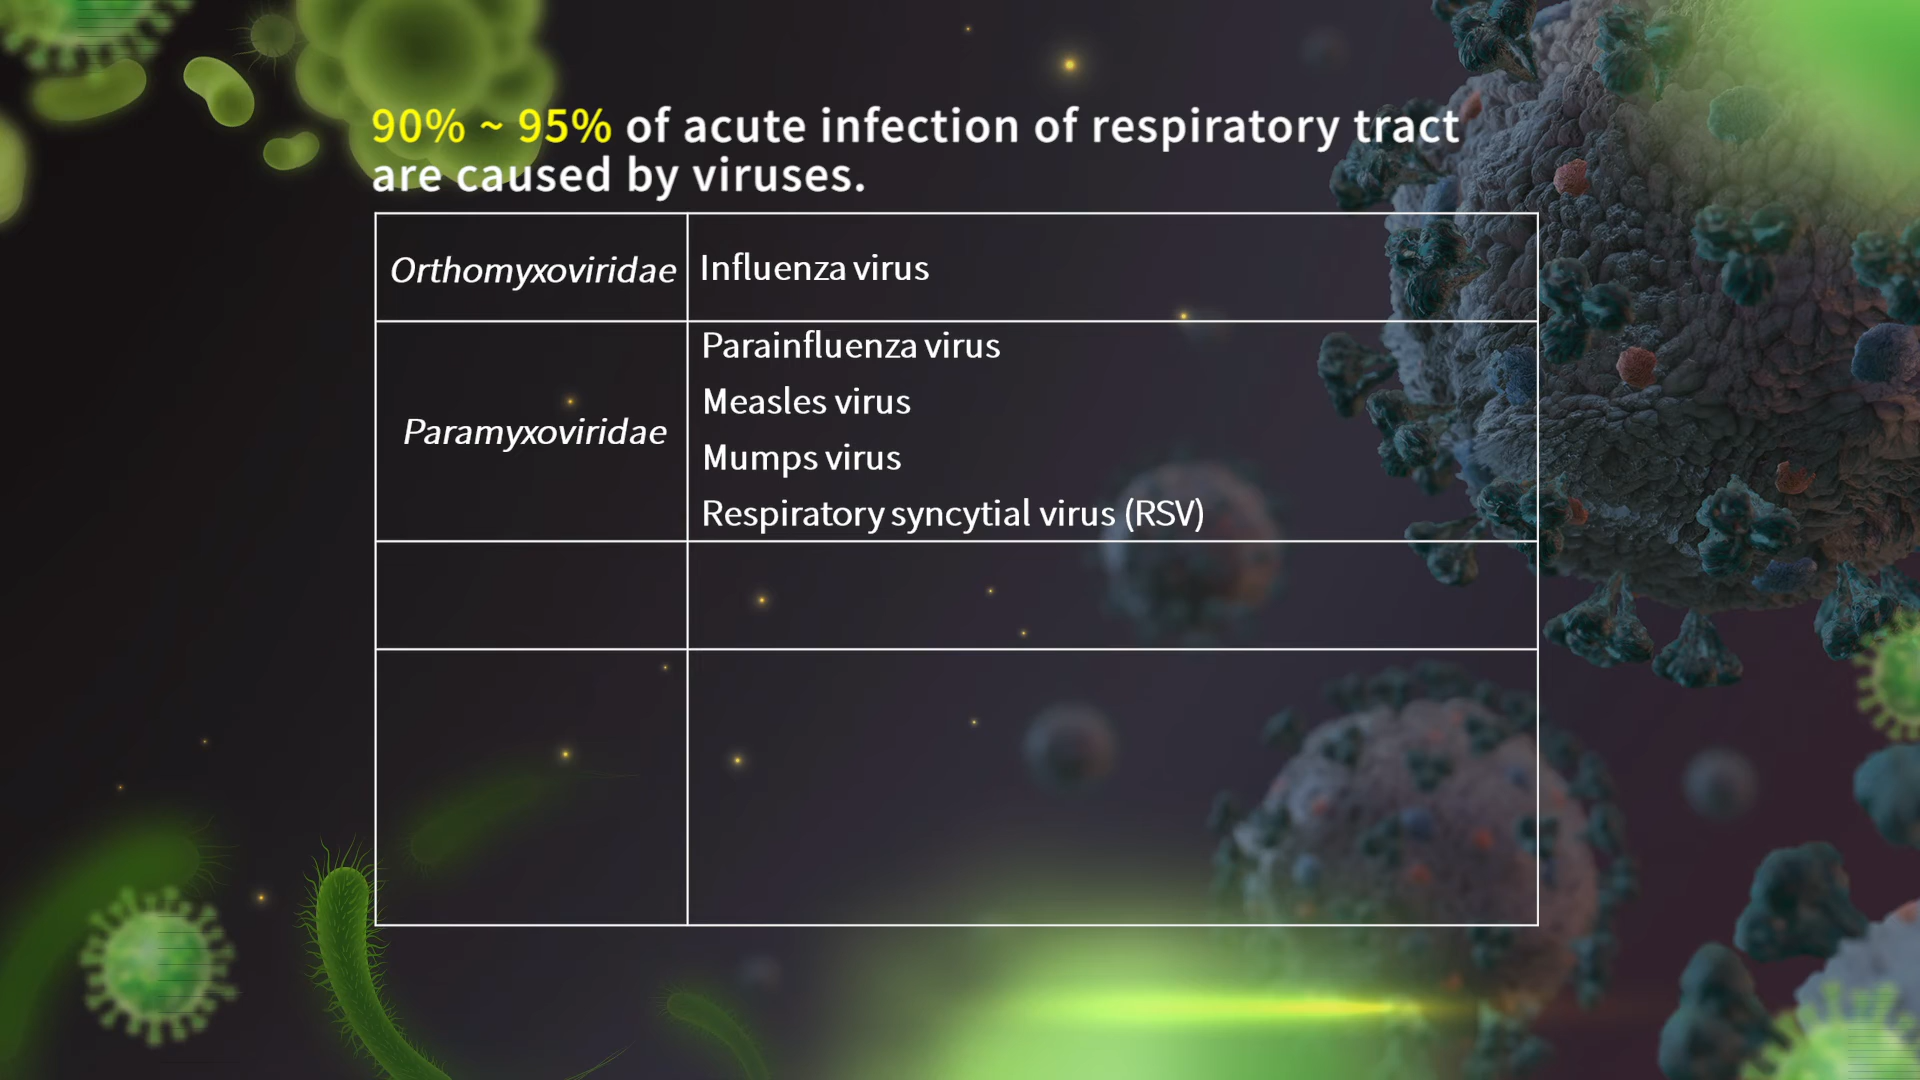 90% ~ 95% of acute infection of respiratory tract
are caused by viruses.
Orthomyxoviridae
Influenza virus
Paramyxoviridae
Parainfluenza virus
Measles virus
Mumps virus
Respiratory syncytial virus (RSV)